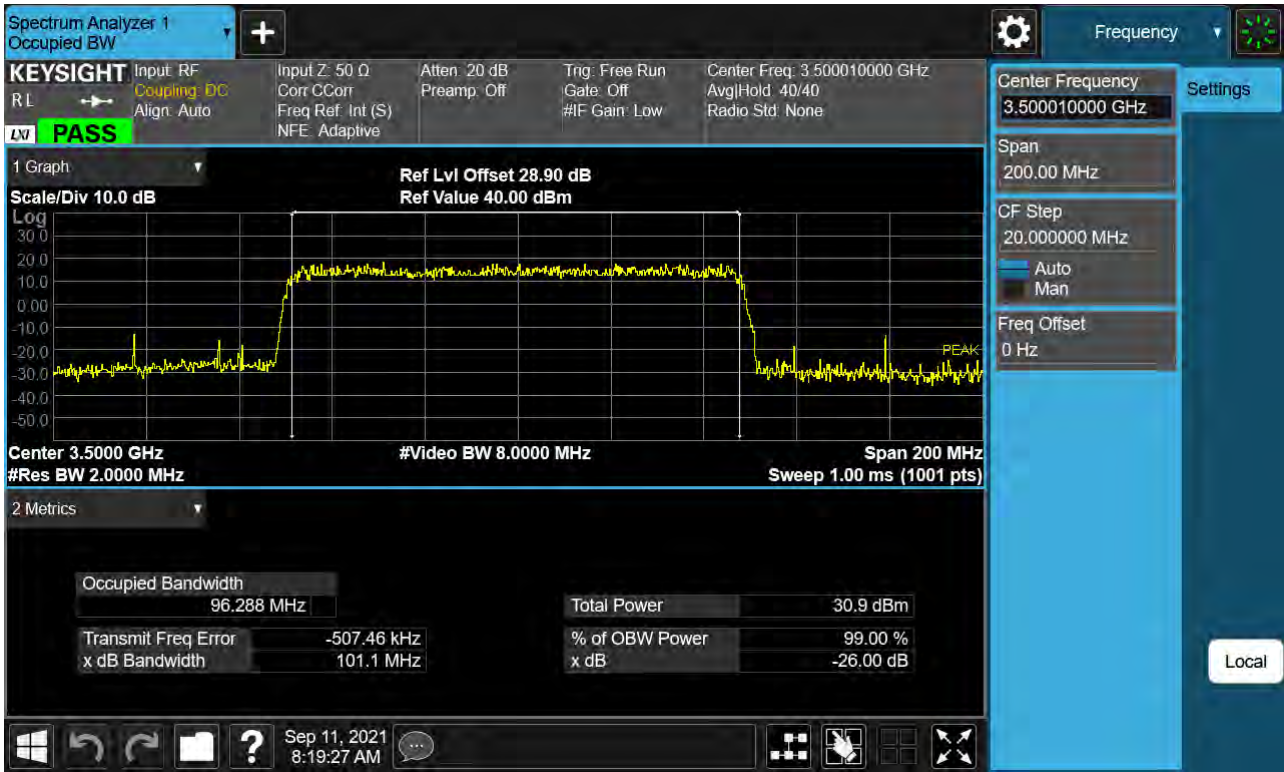 Spectrum Analyzer 1
Occupied BW
+
Frequency
KEYSIGHT
RL
LXI
PASS
Input: RF
Coupling: DC
Align: Auto
Input Z: 50 Ω
Corr CCorr
Freq Ref: Int (S)
NFE: Adaptive
Atten: 20 dB
Preamp: Off
Trig: Free Run
Gate: Off
#IF Gain: Low
Center Freq: 3.500010000 GHz
Avg|Hold: 40/40
Radio Std: None
1 Graph
Scale/Div 10.0 dB
Ref Lvl Offset 28.90 dB
Ref Value 40.00 dBm
Log
30.0
20.0
10.0
0.00
-10.0
-20.0
-30.0
-40.0
-50.0
PEAK
Center 3.5000 GHz
#Video BW 8.0000 MHz
Span 200 MHz
#Res BW 2.0000 MHz
Sweep 1.00 ms (1001 pts)
2 Metrics
Occupied Bandwidth
96.288 MHz
Total Power 30.9 dBm
Transmit Freq Error -507.46 kHz
% of OBW Power 99.00 %
x dB Bandwidth 101.1 MHz
x dB -26.00 dB
Center Frequency
3.500010000 GHz
Settings
Span
200.00 MHz
CF Step
20.000000 MHz
Auto
Man
Freq Offset
0 Hz
Local
?
Sep 11, 2021
8:19:27 AM